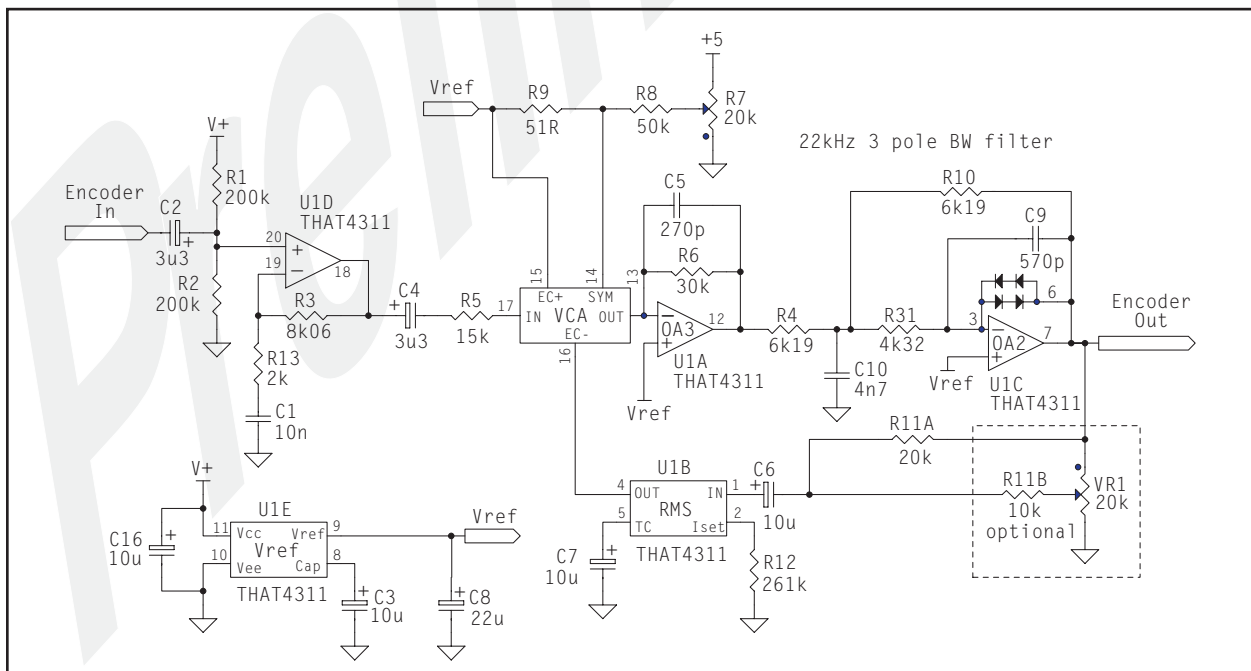 Preliminary
+5
Vref
R9
51R
R8
50k
R7
20k
22kHz 3 pole BW filter
V+
R1
200k
Encoder
In
C2
+
3u3
R2
200k
U1D
THAT4311
20
+
19
−
18
R3
8k06
R13
2k
C1
10n
C4
+
3u3
R5
15k
17
15
14
13
EC+
SYM
IN
VCA
OUT
EC-
16
C5
270p
R6
30k
−
OA3
+
12
U1A
THAT4311
Vref
R4
6k19
C10
4n7
R10
6k19
R31
4k32
C9
570p
6
3
−
OA2
+
7
Vref
U1C
THAT4311
Encoder
Out
R11A
20k
R11B
10k
optional
VR1
20k
U1B
4
OUT
IN
1
RMS
5
TC
Iset
2
THAT4311
C6
+
10u
C7
+
10u
R12
261k
V+
C16
+
10u
U1E
11
Vcc
Vref
9
Vref
10
Vee
Cap
8
THAT4311
C3
+
10u
C8
+
22u
Vref